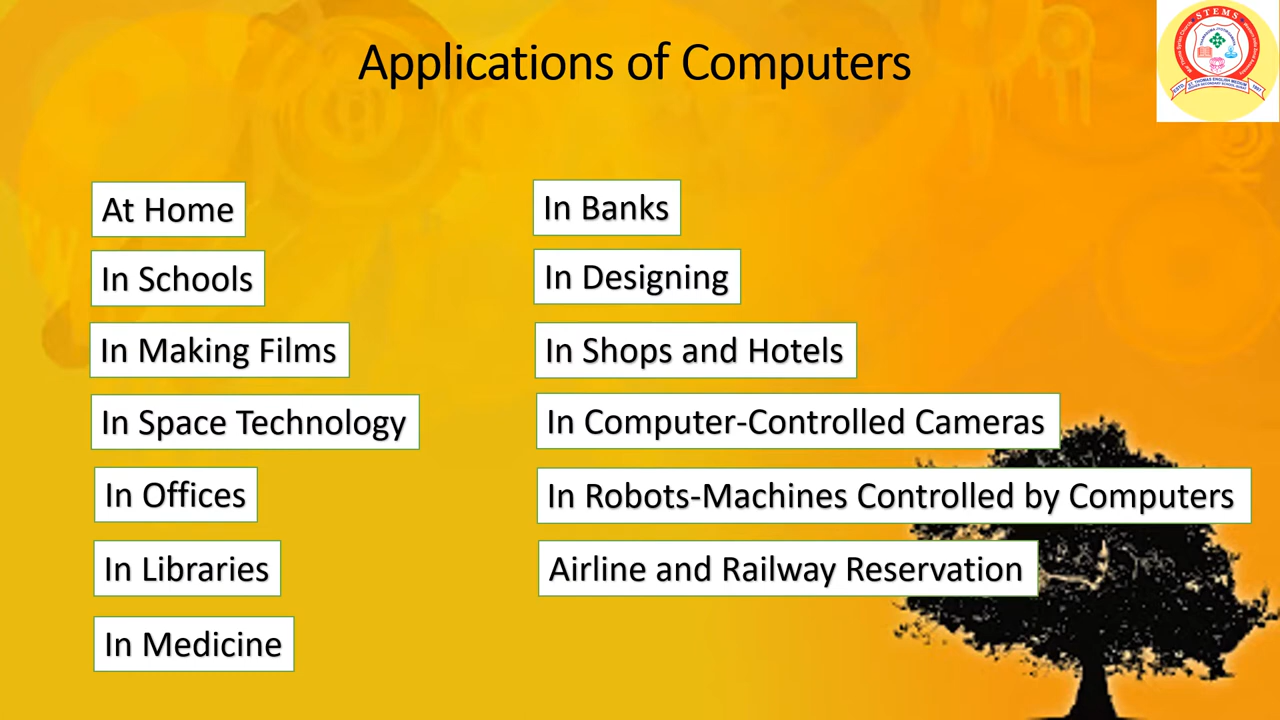 Applications of Computers
STEMS
At Home
In Schools
In Making Films
In Space Technology
In Offices
In Libraries
In Medicine
In Banks
In Designing
In Shops and Hotels
In Computer-Controlled Cameras
In Robots-Machines Controlled by Computers
Airline and Railway Reservation